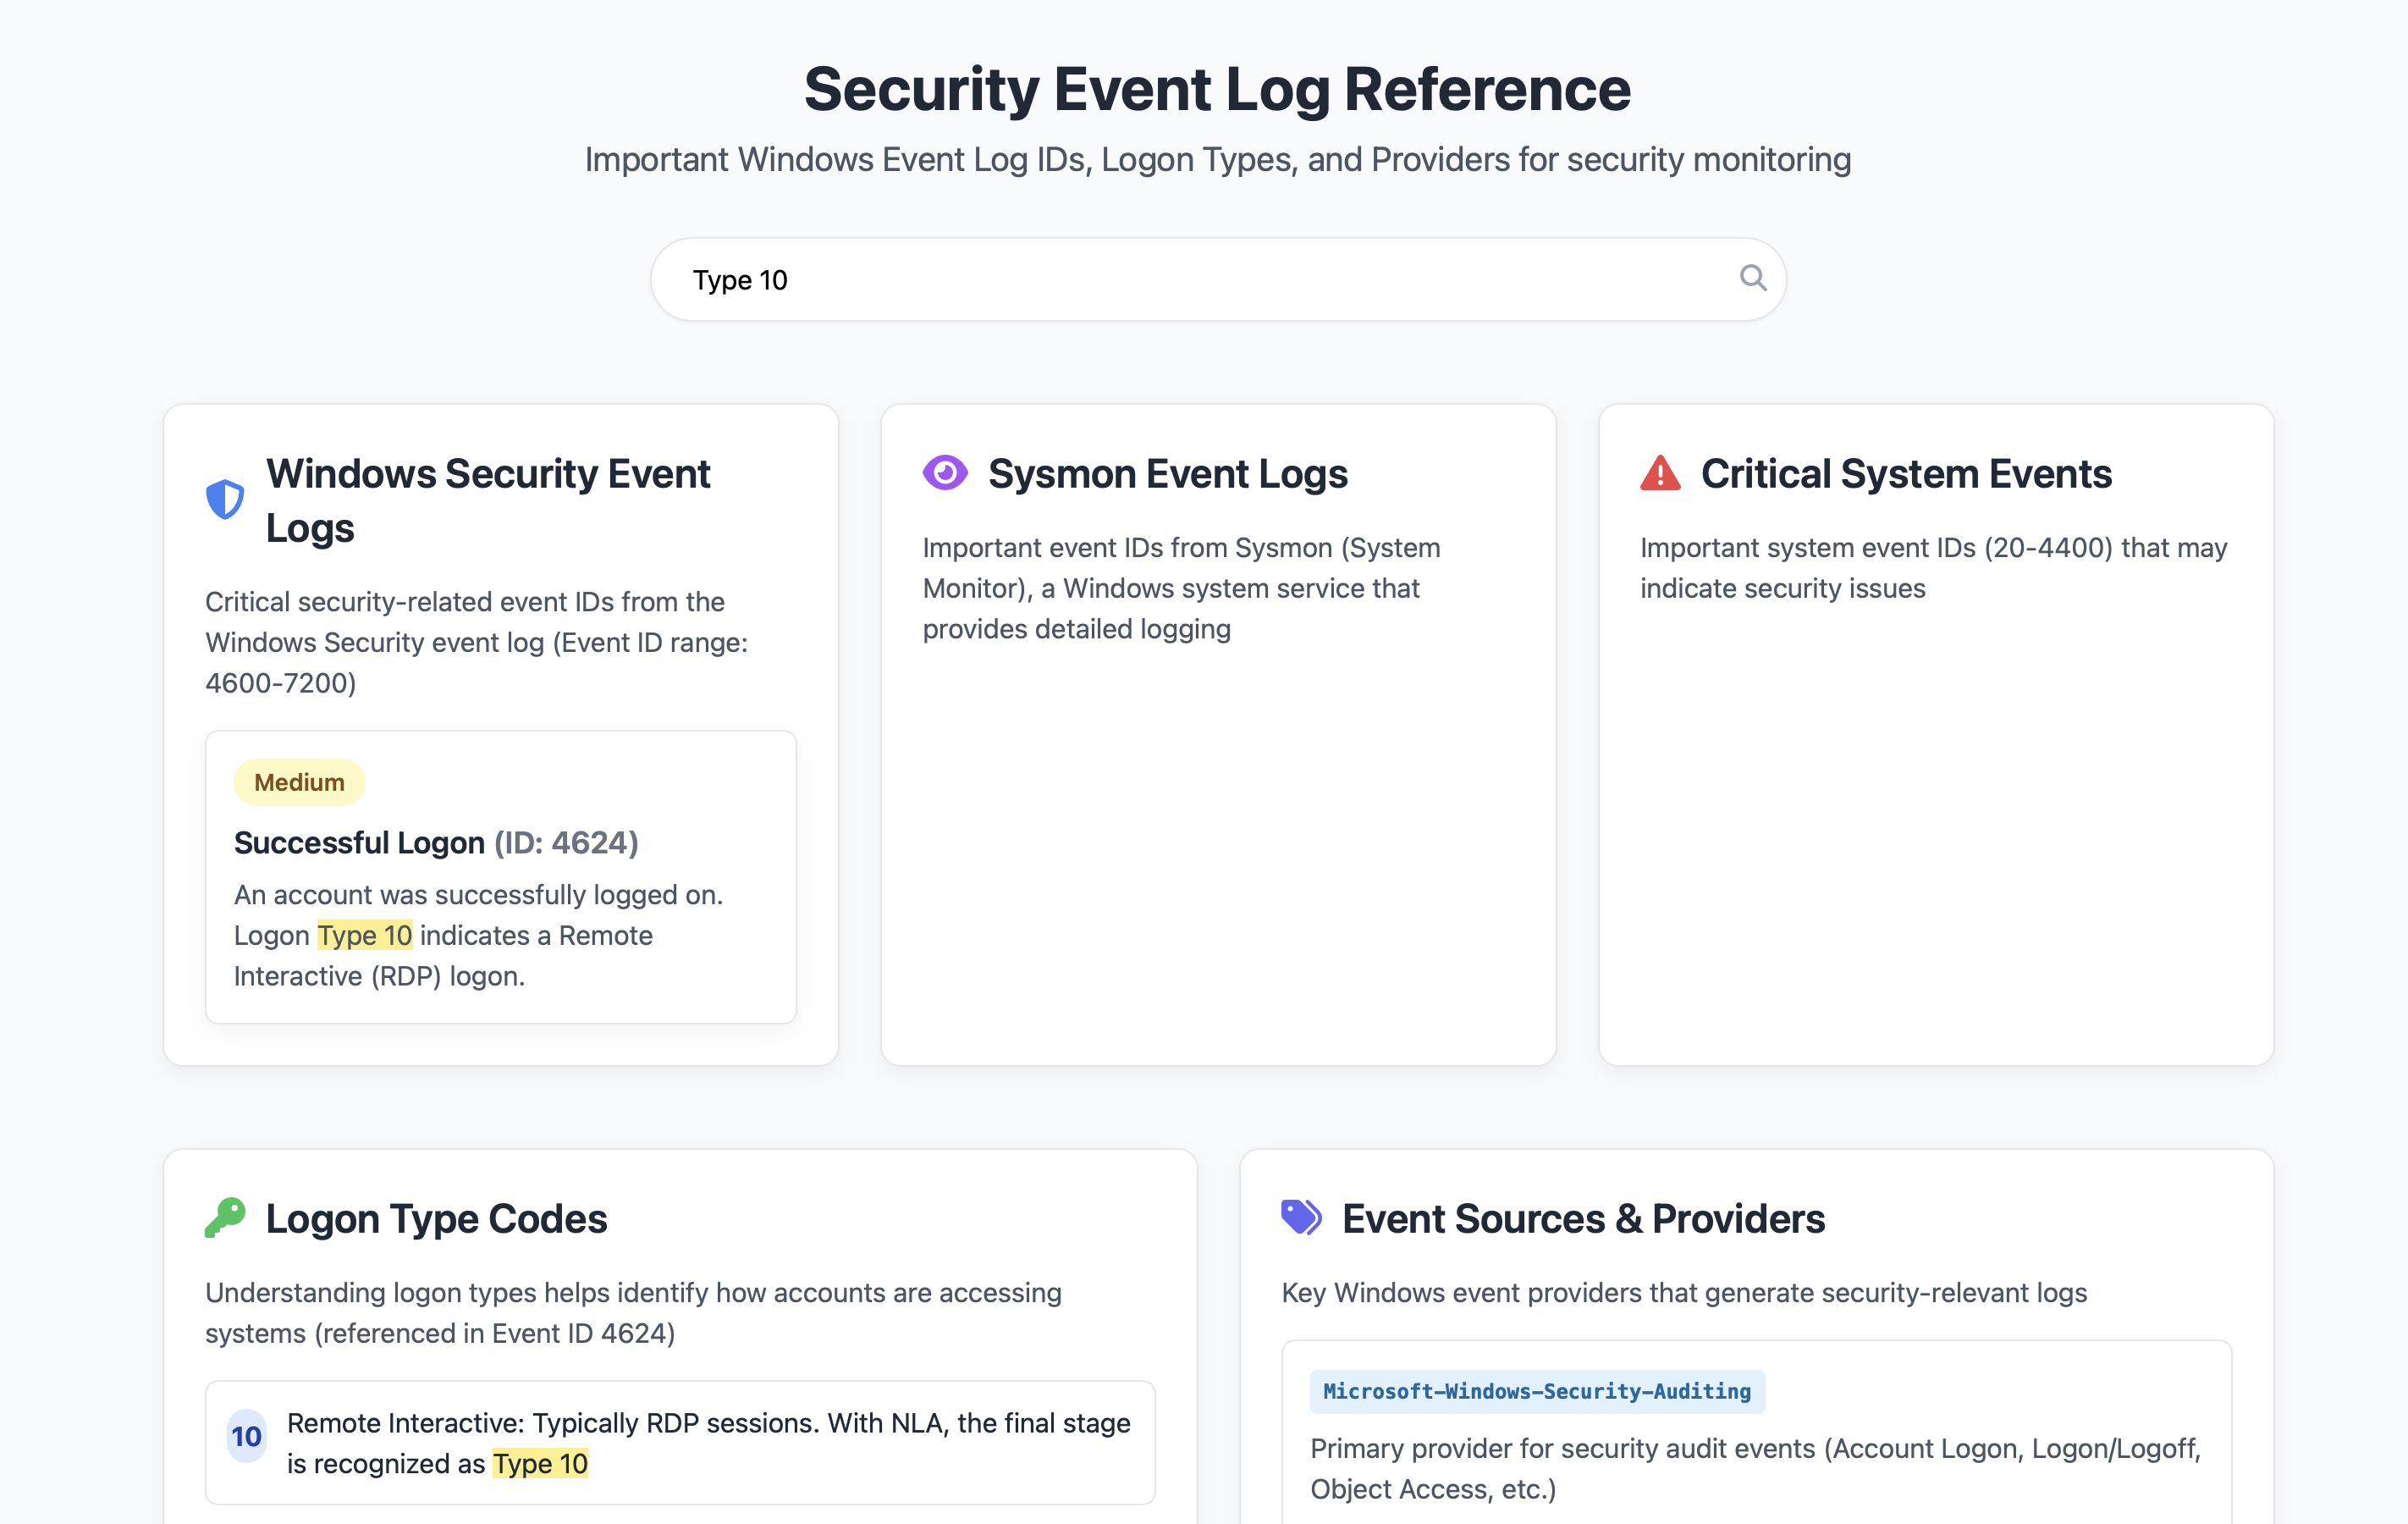 Security Event Log Reference
Important Windows Event Log IDs, Logon Types, and Providers for security monitoring
Type 10
Windows Security Event
Logs
Critical security-related event IDs from the
Windows Security event log (Event ID range:
4600-7200)
Medium
Successful Logon (ID: 4624)
An account was successfully logged on.
Logon Type 10 indicates a Remote
Interactive (RDP) logon.
Sysmon Event Logs
Important event IDs from Sysmon (System
Monitor), a Windows system service that
provides detailed logging
Critical System Events
Important system event IDs (20-4400) that may
indicate security issues
Logon Type Codes
Understanding logon types helps identify how accounts are accessing
systems (referenced in Event ID 4624)
10
Remote Interactive: Typically RDP sessions. With NLA, the final stage
is recognized as Type 10
Event Sources & Providers
Key Windows event providers that generate security-relevant logs
Microsoft-Windows-Security-Auditing
Primary provider for security audit events (Account Logon, Logon/Logoff,
Object Access, etc.)